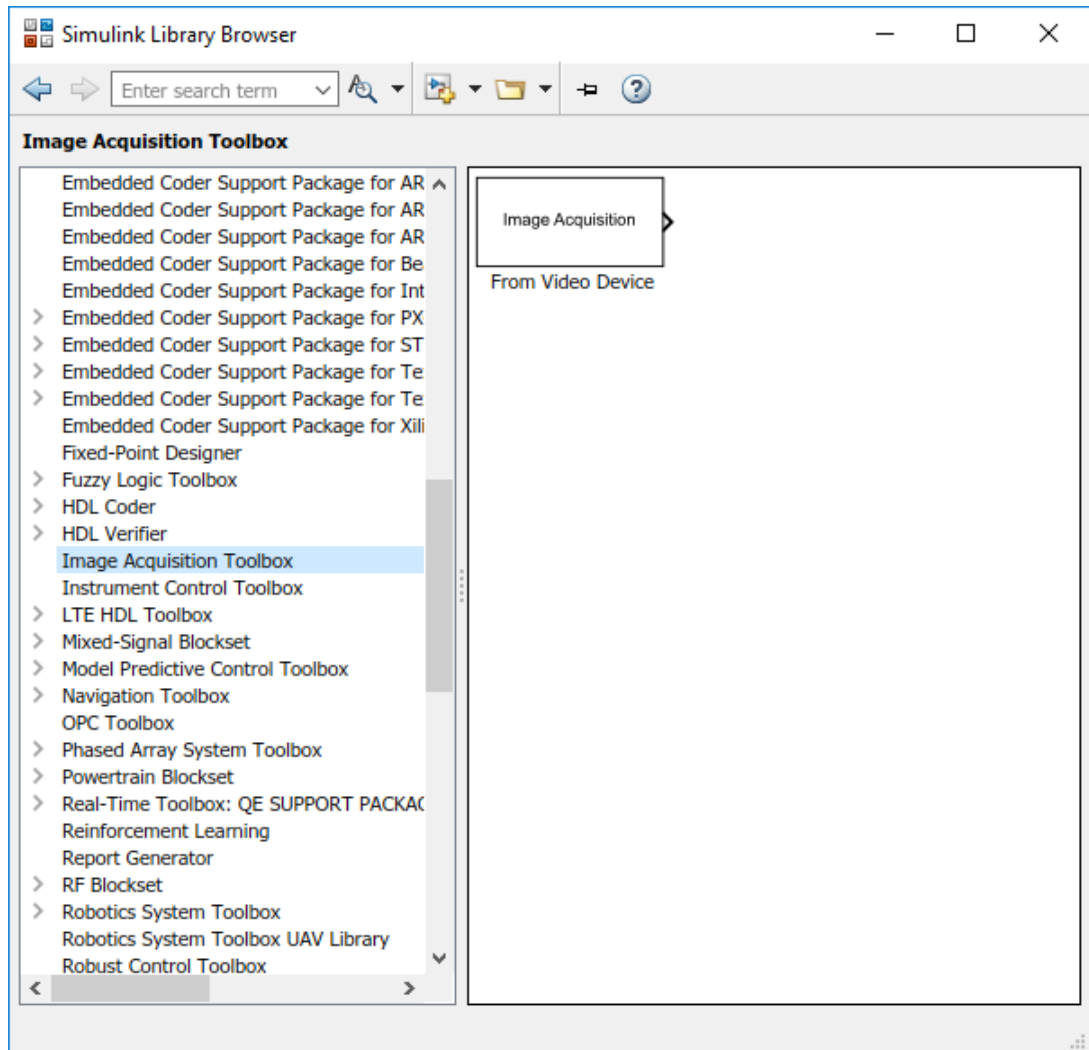 Simulink Library Browser
Enter search term
Image Acquisition Toolbox
Embedded Coder Support Package for AR
Embedded Coder Support Package for AR
Embedded Coder Support Package for AR
Embedded Coder Support Package for Be
Embedded Coder Support Package for Int
Embedded Coder Support Package for PX
Embedded Coder Support Package for ST
Embedded Coder Support Package for Te
Embedded Coder Support Package for Te
Embedded Coder Support Package for Xili
Fixed-Point Designer
Fuzzy Logic Toolbox
HDL Coder
HDL Verifier
Image Acquisition Toolbox
Instrument Control Toolbox
LTE HDL Toolbox
Mixed-Signal Blockset
Model Predictive Control Toolbox
Navigation Toolbox
OPC Toolbox
Phased Array System Toolbox
Powertrain Blockset
Real-Time Toolbox: QE SUPPORT PACKAG
Reinforcement Learning
Report Generator
RF Blockset
Robotics System Toolbox
Robotics System Toolbox UAV Library
Robust Control Toolbox
Image Acquisition
From Video Device